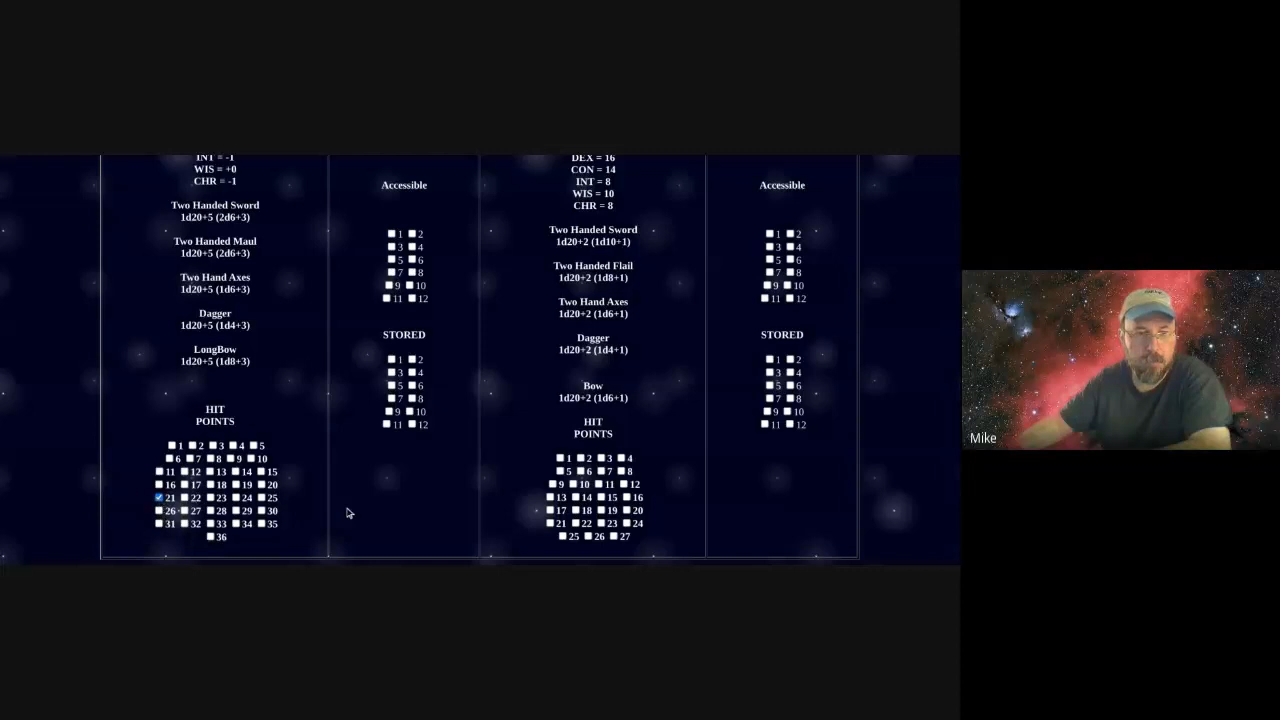 INT = -1
WIS = +0
CHR = -1
Two Handed Sword
1d20+5 (2d6+3)
Two Handed Maul
1d20+5 (2d6+3)
Two Hand Axes
1d20+5 (1d6+3)
Dagger
1d20+5 (1d4+3)
LongBow
1d20+5 (1d8+3)
HIT
POINTS
1 2 3 4 5
6 7 8 9 10
11 12 13 14 15
16 17 18 19 20
21 22 23 24 25
26 27 28 29 30
31 32 33 34 35
36
Accessible
1 2
3 4
5 6
7 8
9 10
11 12
STORED
1 2
3 4
5 6
7 8
9 10
11 12
DEX = 16
CON = 14
INT = 8
WIS = 10
CHR = 8
Two Handed Sword
1d20+2 (1d10+1)
Two Handed Flail
1d20+2 (1d8+1)
Two Hand Axes
1d20+2 (1d6+1)
Dagger
1d20+2 (1d4+1)
Bow
1d20+2 (1d6+1)
HIT
POINTS
1 2 3 4
5 6 7 8
9 10 11 12
13 14 15 16
17 18 19 20
21 22 23 24
25 26 27
Accessible
1 2
3 4
5 6
7 8
9 10
11 12
STORED
1 2
3 4
5 6
7 8
9 10
11 12
Mike